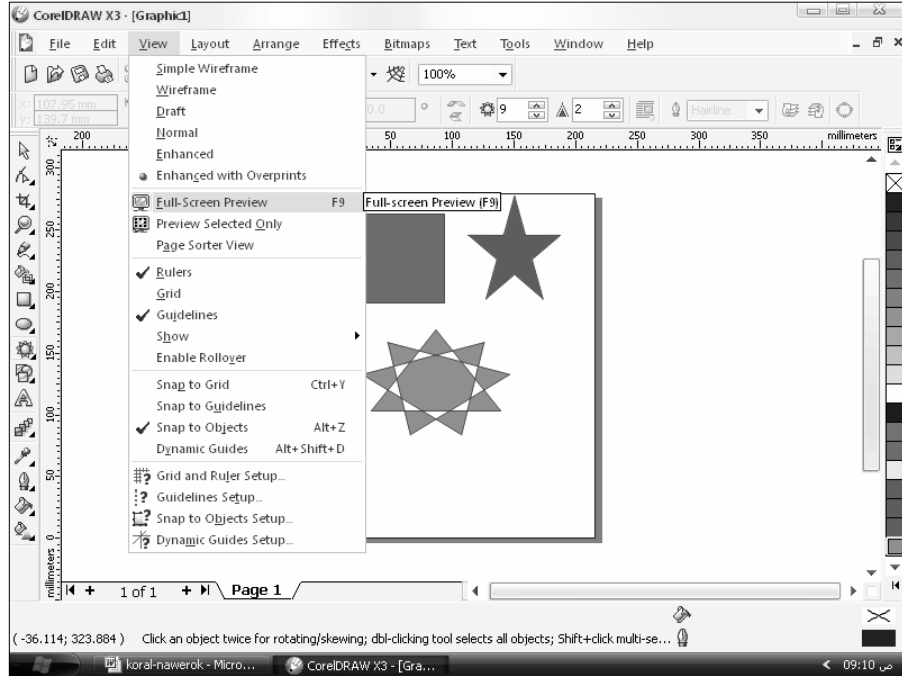 CorelDRAW X3 - [Graphic1]
File Edit View Layout Arrange Effects Bitmaps Text Tools Window Help
100%
x: 107.95 mm
y: 139.7 mm
0.0 ° 9 2 Hairline
200 50 100 150 200 250 300 350 millimeters
300
250
200
150
100
50
0
millimeters
Simple Wireframe
Wireframe
Draft
Normal
Enhanced
Enhanced with Overprints
Full-Screen Preview F9
Full-screen Preview (F9)
Preview Selected Only
Page Sorter View
Rulers
Grid
Guidelines
Show
Enable Rollover
Snap to Grid Ctrl+Y
Snap to Guidelines
Snap to Objects Alt+Z
Dynamic Guides Alt+Shift+D
Grid and Ruler Setup...
Guidelines Setup...
Snap to Objects Setup...
Dynamic Guides Setup...
1 of 1 Page 1
( -36.114; 323.884 ) Click an object twice for rotating/skewing; dbl-clicking tool selects all objects; Shift+click multi-se...
koral-nawerok - Micro... CorelDRAW X3 - [Gra... 09:10 ص